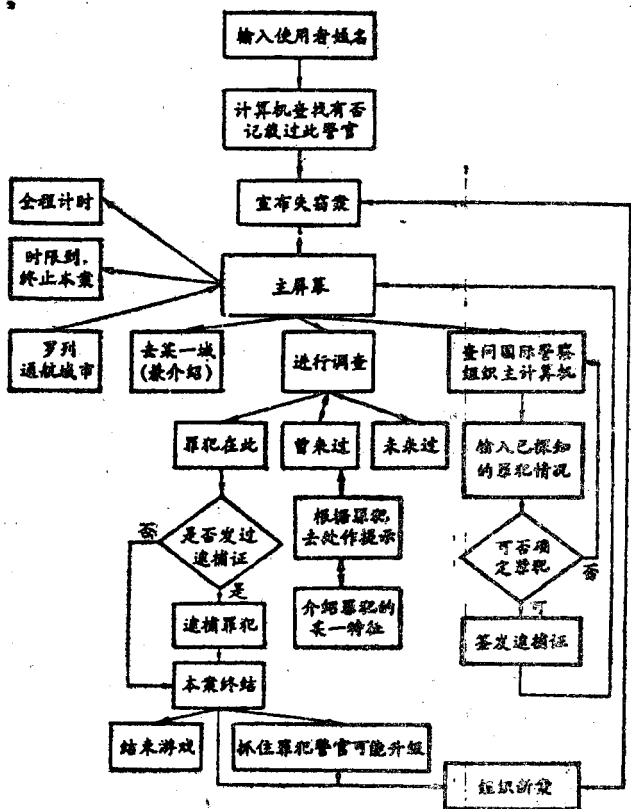 输入使用者姓名
计算机查找有否
记载过此警官
全程计时
宣布失窃案
时限到,
终止本案
主屏幕
罗列
通航城市
去某一城
(兼介绍)
进行调查
查问国际警察
组织主计算机
罪犯在此
曾来过
未来过
输入已探知
的罪犯情况
否
是否发过
逮捕证
根据罪犯
去处作提示
可否确
定罪犯
否
是
可
逮捕罪犯
介绍罪犯的
某一特征
签发逮捕证
本案终结
结束游戏
抓住罪犯警官可能升级
组织新案